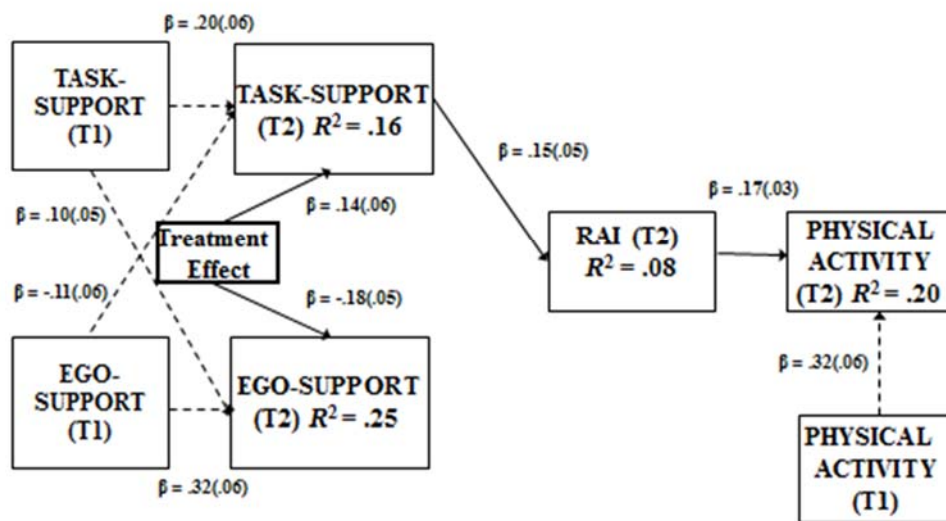 β = .20(.06)
TASK-
SUPPORT
(T1)
TASK-SUPPORT
(T2) R² = .16
β = .15(.05)
β = .10(.05)
β = .14(.06)
Treatment
Effect
β = -.11(.06)
β = -.18(.05)
EGO-
SUPPORT
(T1)
EGO-SUPPORT
(T2) R² = .25
β = .32(.06)
RAI (T2)
R² = .08
β = .17(.03)
PHYSICAL
ACTIVITY
(T2) R² = .20
β = .32(.06)
PHYSICAL
ACTIVITY
(T1)